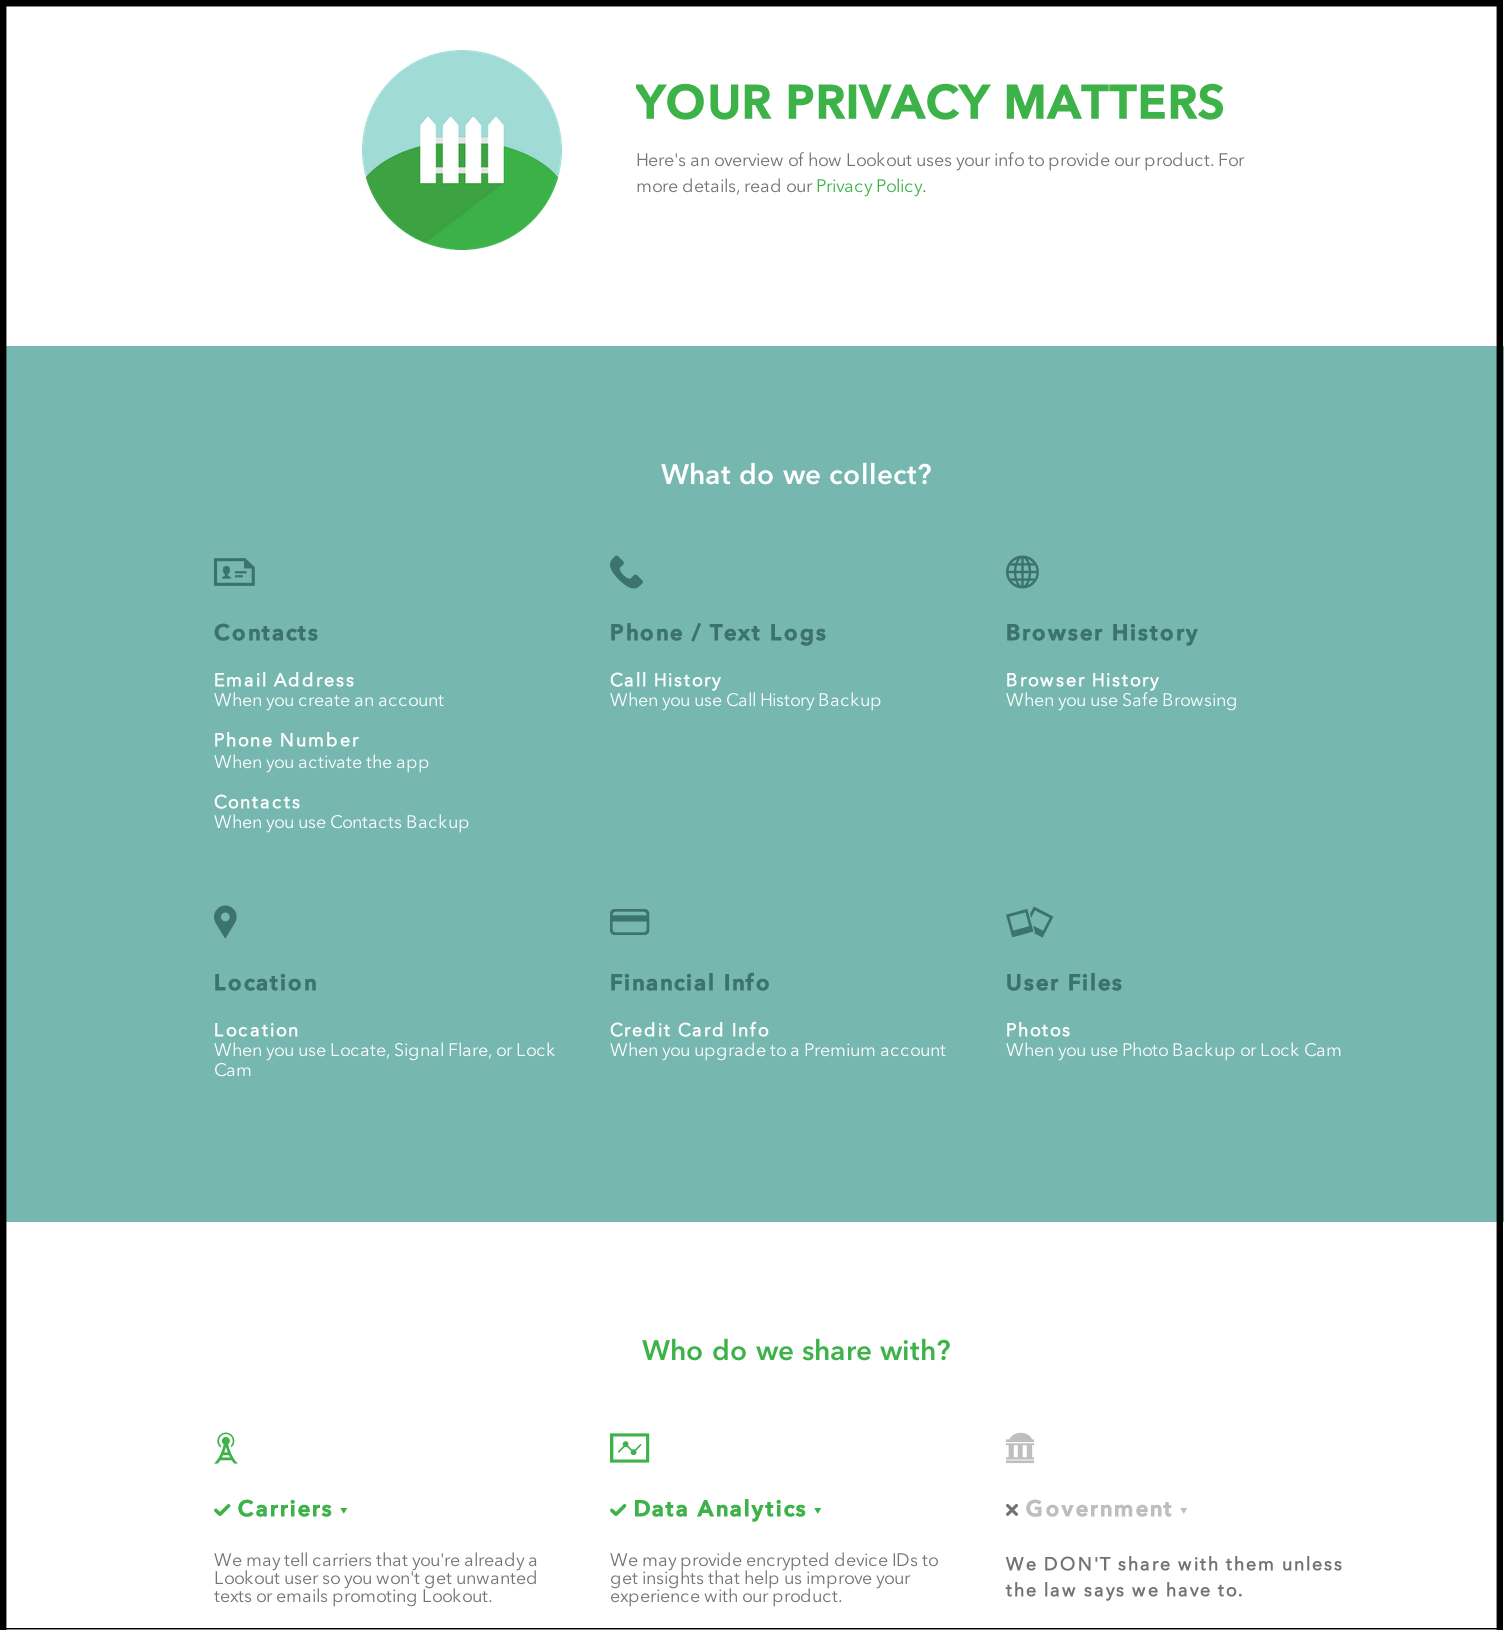 YOUR PRIVACY MATTERS
Here's an overview of how Lookout uses your info to provide our product. For
more details, read our Privacy Policy.
What do we collect?
Contacts
Email Address
When you create an account
Phone Number
When you activate the app
Contacts
When you use Contacts Backup
Phone / Text Logs
Call History
When you use Call History Backup
Browser History
Browser History
When you use Safe Browsing
Location
Location
When you use Locate, Signal Flare, or Lock
Cam
Financial Info
Credit Card Info
When you upgrade to a Premium account
User Files
Photos
When you use Photo Backup or Lock Cam
Who do we share with?
Carriers
We may tell carriers that you're already a
Lookout user so you won't get unwanted
texts or emails promoting Lookout.
Data Analytics
We may provide encrypted device IDs to
get insights that help us improve your
experience with our product.
Government
We DON'T share with them unless
the law says we have to.